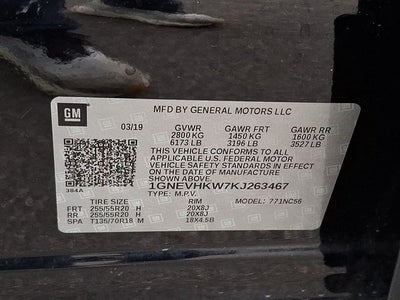 GM
MFD BY GENERAL MOTORS LLC
03/19 GVWR GAWR FRT GAWR RR
2800 KG 1450 KG 1600 KG
6173 LB 3196 LB 3527 LB
THIS VEHICLE CONFORMS TO ALL
APPLICABLE U.S. FEDERAL MOTOR
VEHICLE SAFETY STANDARDS IN EFFECT
ON THE DATE OF MANUFACTURE
SHOWN ABOVE.
384A
1GNEVHKW7KJ263467
TYPE: M.P.V.
TIRE SIZE RIM MODEL: 771NC56
FRT 255/55R20 H 20X8J
RR 255/55R20 H 20X8J
SPA T135/70R18 M 18X4.5B